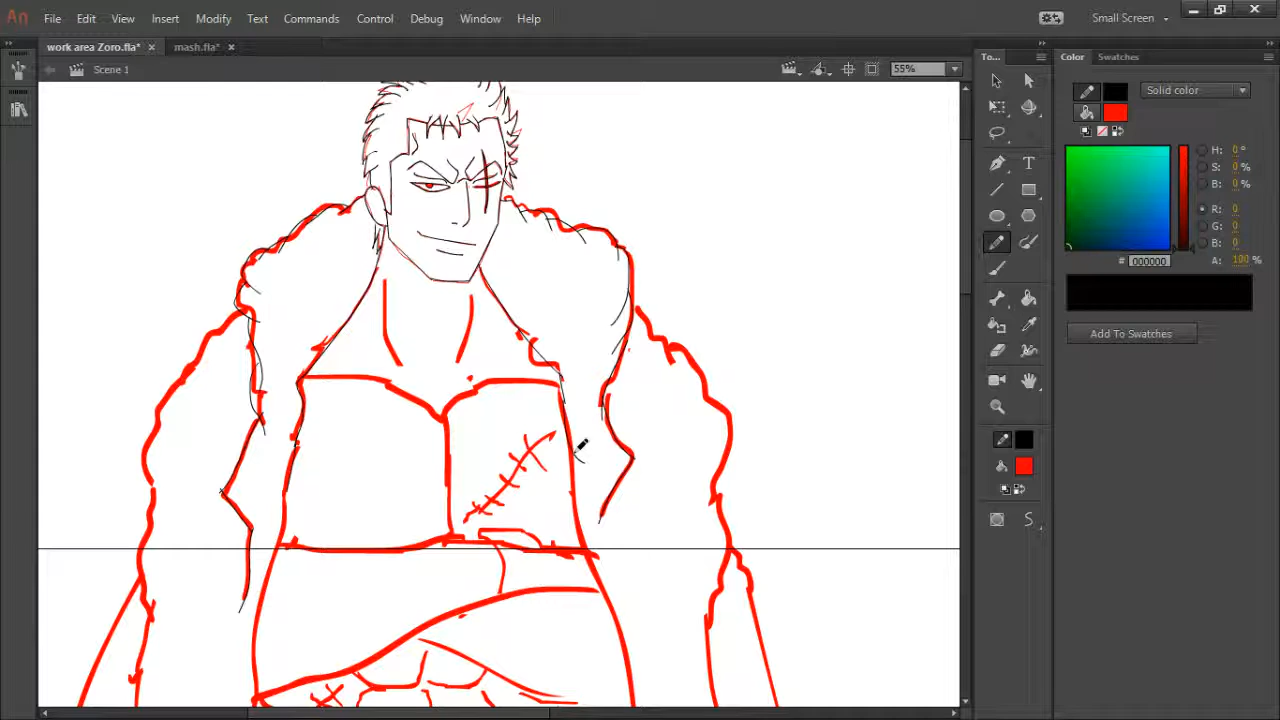 An File Edit View Insert Modify Text Commands Control Debug Window Help Small Screen
work area Zoro.fla* × mash.fla* ×
Scene 1 55%
To...
Color Swatches
Solid color
H: 0 °
S: 0 %
B: 0 %
R: 0
G: 0
B: 0
# 000000 A: 100 %
Add To Swatches